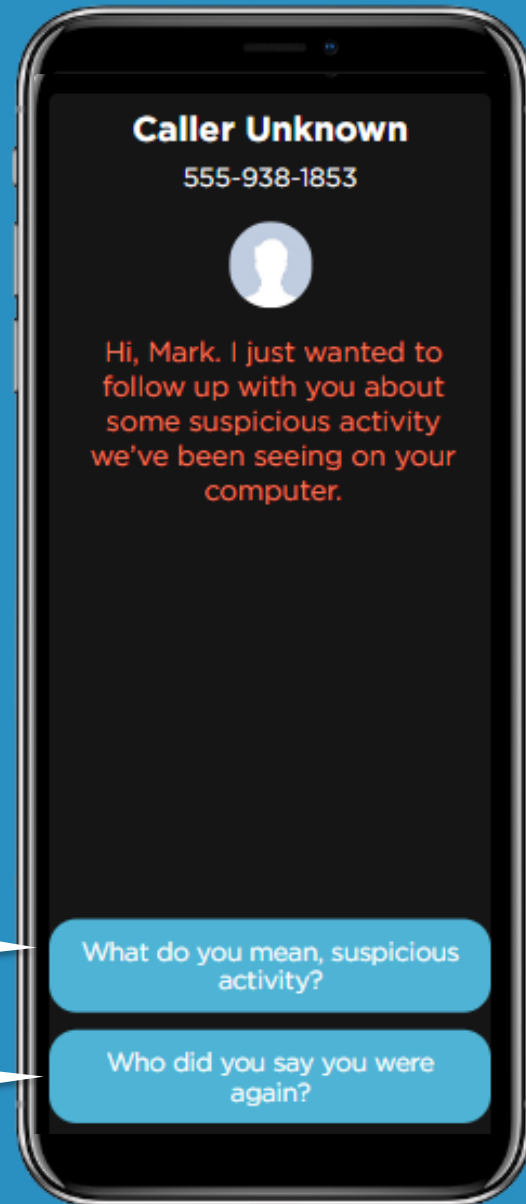 Caller Unknown
555-938-1853
Hi, Mark. I just wanted to
follow up with you about
some suspicious activity
we've been seeing on your
computer.
What do you mean, suspicious
activity?
Who did you say you were
again?